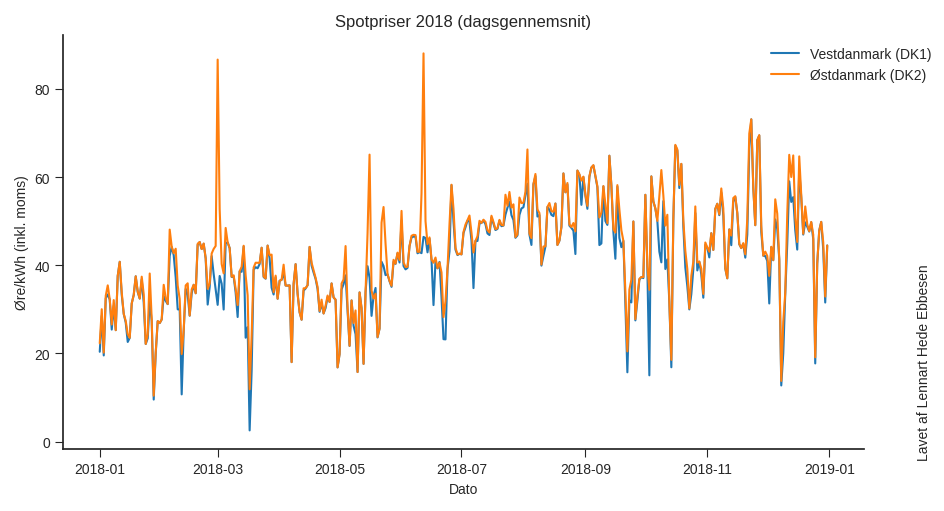 Spotpriser 2018 (dagsgennemsnit)
Vestdanmark (DK1)
Østdanmark (DK2)
Øre/kWh (inkl. moms)
80
60
40
20
0
2018-01
2018-03
2018-05
2018-07
2018-09
2018-11
2019-01
Dato
Lavet af Lennart Hede Ebbesen